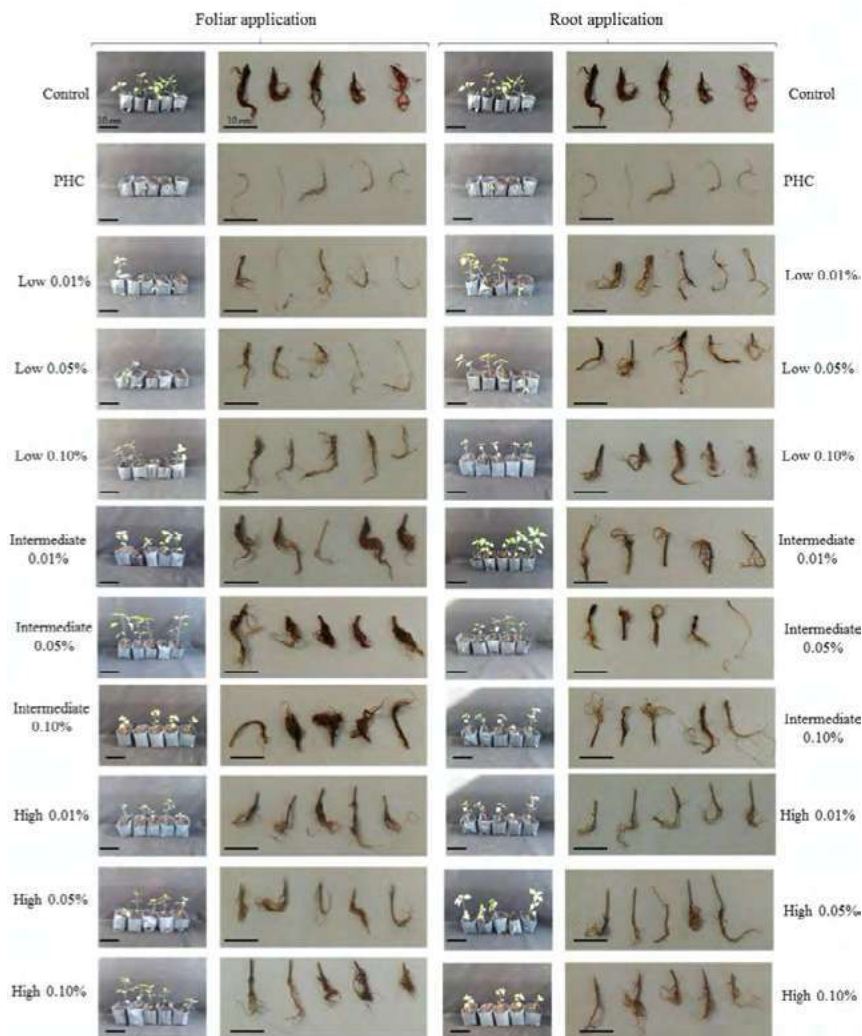 Foliar application
Root application
Control
10 mm
10 mm
Control
PHC
PHC
Low 0.01%
Low 0.01%
Low 0.05%
Low 0.05%
Low 0.10%
Low 0.10%
Intermediate
0.01%
Intermediate
0.01%
Intermediate
0.05%
Intermediate
0.05%
Intermediate
0.10%
Intermediate
0.10%
High 0.01%
High 0.01%
High 0.05%
High 0.05%
High 0.10%
High 0.10%